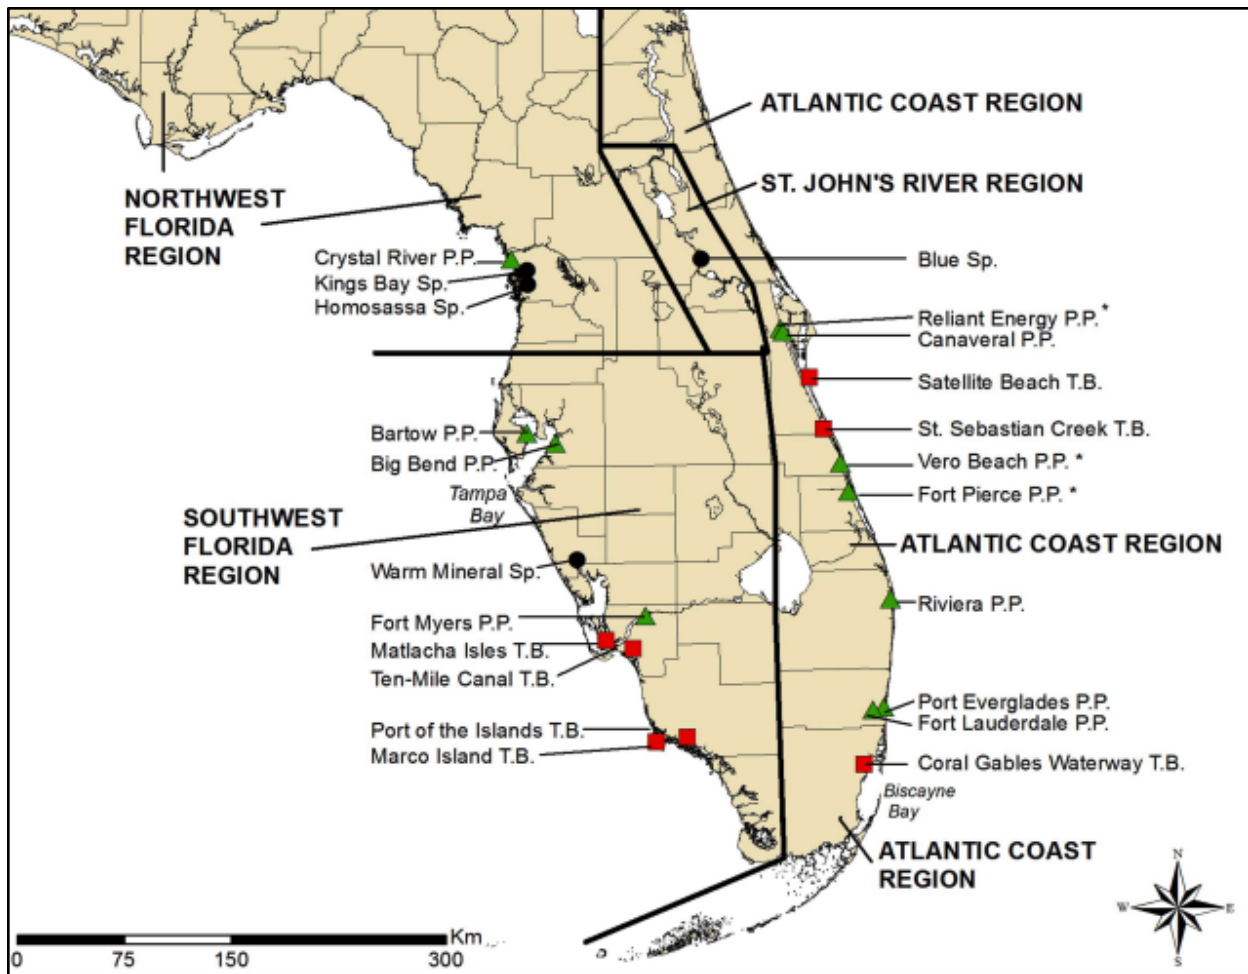 ATLANTIC COAST REGION
ST. JOHN'S RIVER REGION
NORTHWEST
FLORIDA
REGION
Crystal River P.P.
Kings Bay Sp.
Homosassa Sp.
Blue Sp.
Reliant Energy P.P.*
Canaveral P.P.
Satellite Beach T.B.
St. Sebastian Creek T.B.
Vero Beach P.P. *
Fort Pierce P.P. *
Bartow P.P.
Big Bend P.P.
Tampa
Bay
SOUTHWEST
FLORIDA
REGION
ATLANTIC COAST REGION
Warm Mineral Sp.
Riviera P.P.
Fort Myers P.P.
Matlacha Isles T.B.
Ten-Mile Canal T.B.
Port of the Islands T.B.
Marco Island T.B.
Port Everglades P.P.
Fort Lauderdale P.P.
Coral Gables Waterway T.B.
Biscayne
Bay
ATLANTIC COAST
REGION
N
W E
S
Km
0 75 150 300